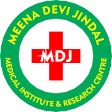 MEENA DEVI JINDAL
MDJ
MEDICAL INSTITUTE & RESEARCH CENTRE